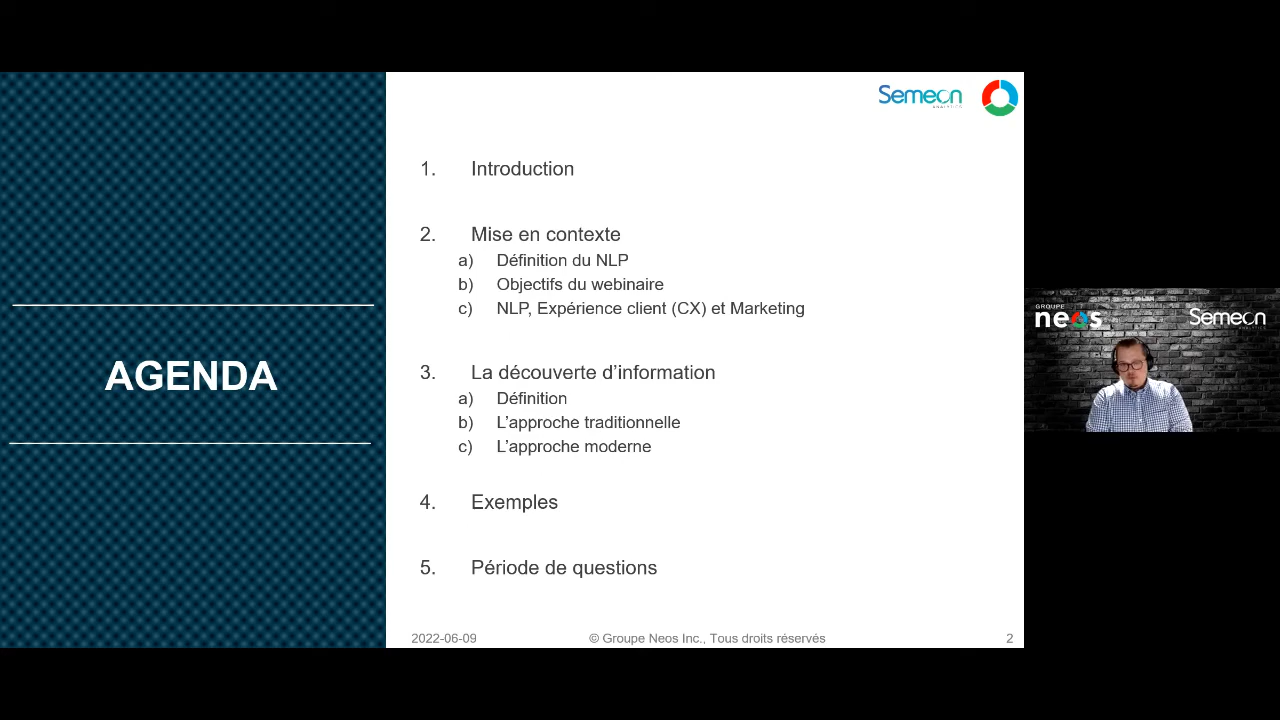 Semeon
ANALYTICS
AGENDA
1. Introduction
2. Mise en contexte
a) Définition du NLP
b) Objectifs du webinaire
c) NLP, Expérience client (CX) et Marketing
3. La découverte d’information
a) Définition
b) L’approche traditionnelle
c) L’approche moderne
4. Exemples
5. Période de questions
2022-06-09 © Groupe Neos Inc., Tous droits réservés 2
GROUPE
neos
Semeon
ANALYTICS